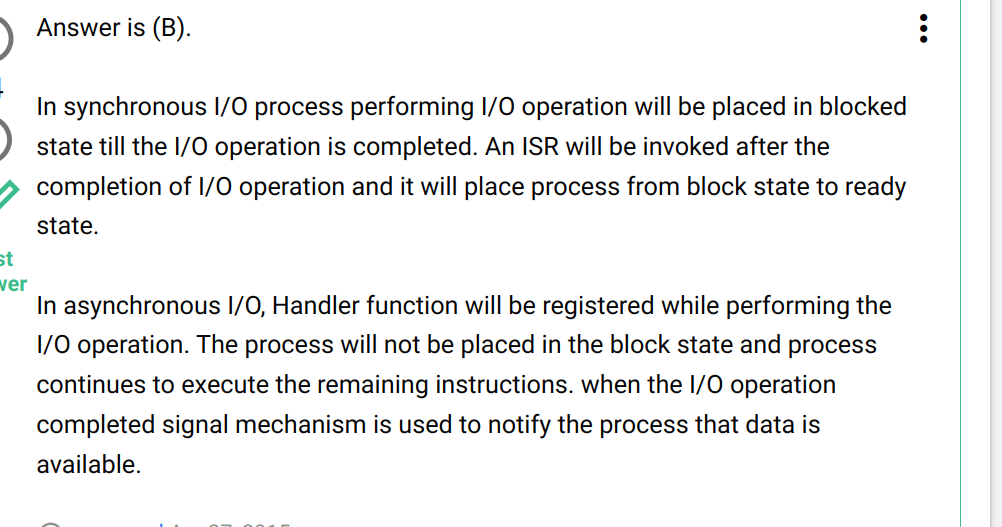 Answer is (B).
In synchronous I/O process performing I/O operation will be placed in blocked
state till the I/O operation is completed. An ISR will be invoked after the
completion of I/O operation and it will place process from block state to ready
state.
st
wer
In asynchronous I/O, Handler function will be registered while performing the
I/O operation. The process will not be placed in the block state and process
continues to execute the remaining instructions. when the I/O operation
completed signal mechanism is used to notify the process that data is
available.